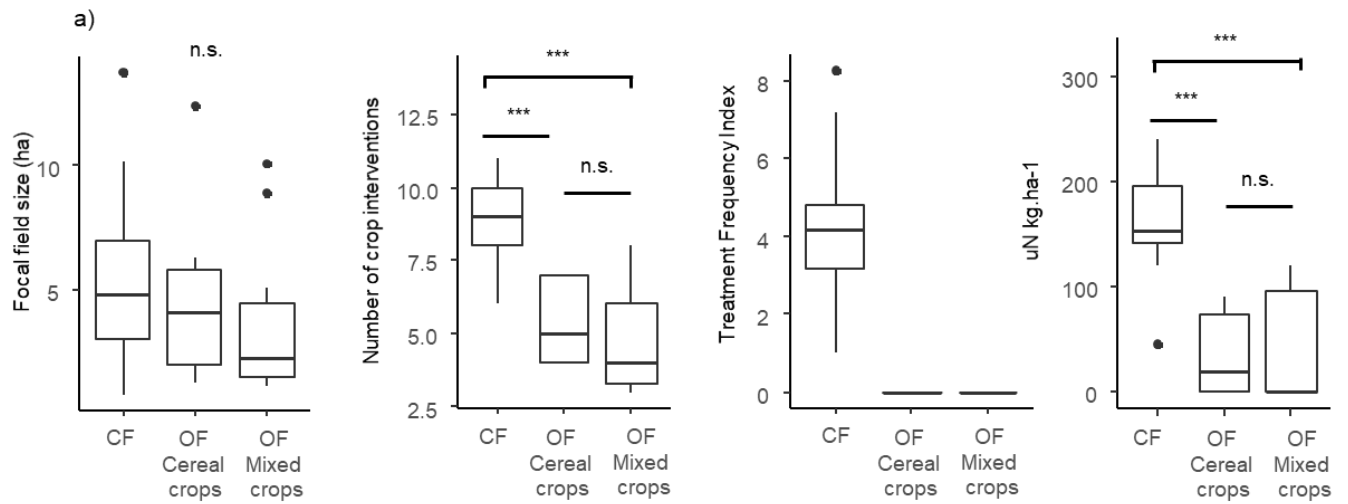 a)
Focal field size (ha)
n.s.
10
5
CF
OF
Cereal
crops
OF
Mixed
crops
Number of crop interventions
***
***
n.s.
12.5
10.0
7.5
5.0
2.5
CF
OF
Cereal
crops
OF
Mixed
crops
Treatment Frequency Index
8
6
4
2
0
CF
OF
Cereal
crops
OF
Mixed
crops
uN kg.ha-1
***
***
n.s.
300
200
100
0
CF
OF
Cereal
crops
OF
Mixed
crops